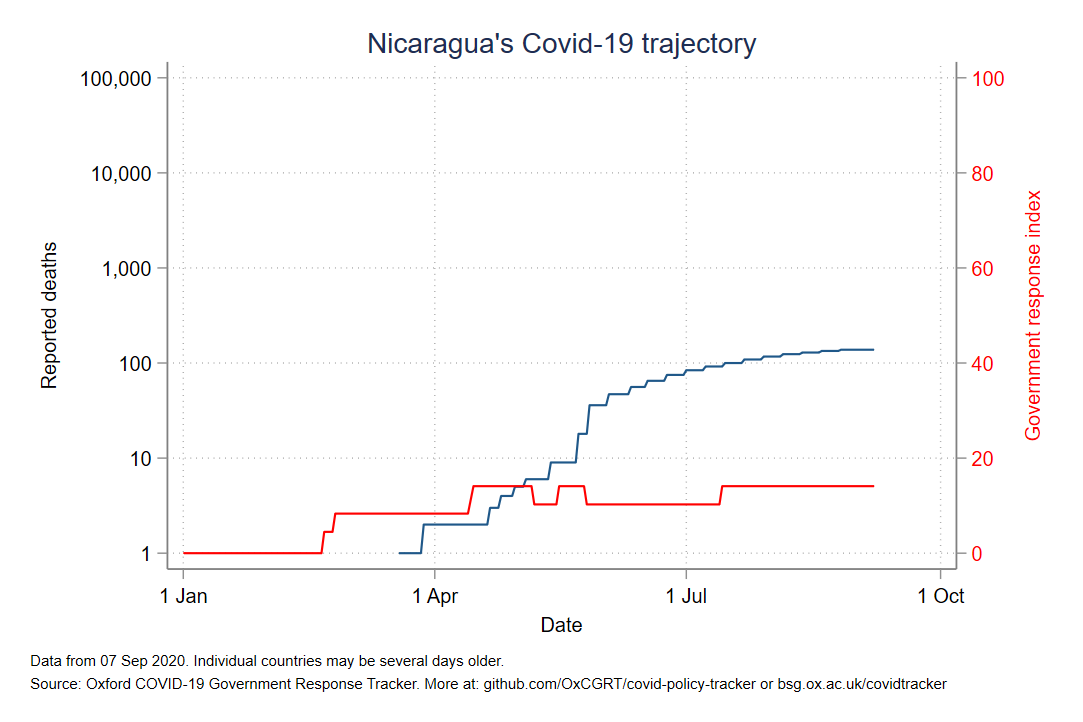 Nicaragua's Covid-19 trajectory
100,000
10,000
1,000
100
10
1
Reported deaths
100
80
60
40
20
0
Government response index
1 Jan
1 Apr
1 Jul
1 Oct
Date
Data from 07 Sep 2020. Individual countries may be several days older.
Source: Oxford COVID-19 Government Response Tracker. More at: github.com/OxCGRT/covid-policy-tracker or bsg.ox.ac.uk/covidtracker